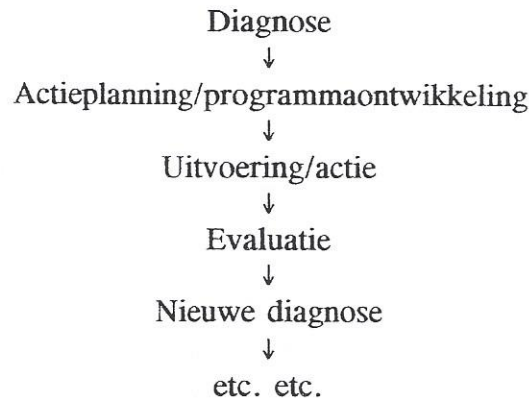 Diagnose
↓
Actieplanning/programmaontwikkeling
↓
Uitvoering/actie
↓
Evaluatie
↓
Nieuwe diagnose
↓
etc. etc.